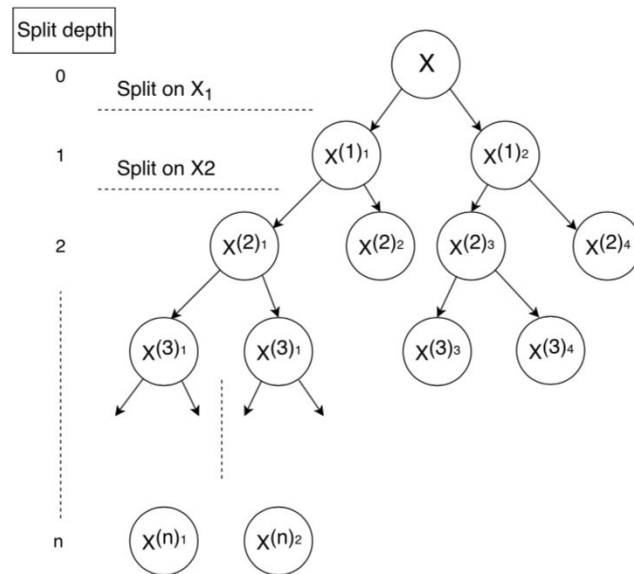 Split depth
0
X
Split on X₁
1
X⁽¹⁾₁
X⁽¹⁾₂
Split on X2
2
X⁽²⁾₁
X⁽²⁾₂
X⁽²⁾₃
X⁽²⁾₄
X⁽³⁾₁
X⁽³⁾₁
X⁽³⁾₃
X⁽³⁾₄
n
X⁽ⁿ⁾₁
X⁽ⁿ⁾₂